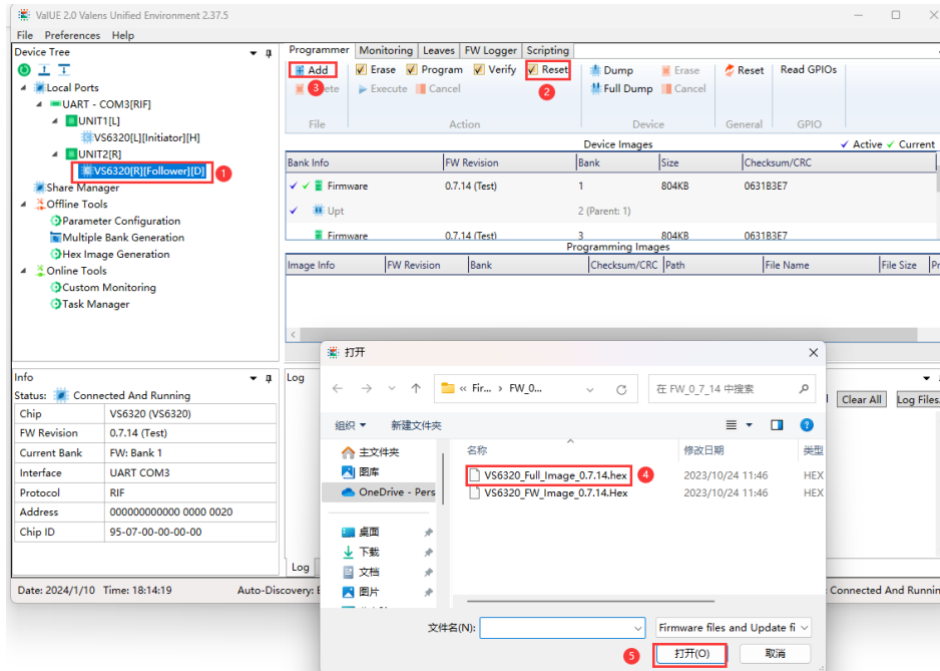 ValUE 2.0 Valens Unified Environment 2.37.5
File Preferences Help
Device Tree
Local Ports
UART - COM3[RIF]
UNIT1[L]
VS6320[L][Initiator][H]
UNIT2[R]
VS6320[R][Follower][D]
1
Share Manager
Offline Tools
Parameter Configuration
Multiple Bank Generation
Hex Image Generation
Online Tools
Custom Monitoring
Task Manager
Programmer Monitoring Leaves FW Logger Scripting
Add Erase Program Verify Reset Dump Erase Reset Read GPIOs
3 2
Execute Cancel Full Dump Cancel
File Action Device General GPIO
Device Images Active Current
Bank Info FW Revision Bank Size Checksum/CRC
Firmware 0.7.14 (Test) 1 804KB 0631B3E7
Upt 2 (Parent: 1)
Firmware 0.7.14 (Test) 3 804KB 0631B3E7
Programming Images
Image Info FW Revision Bank Checksum/CRC Path File Name File Size
Info
Status: Connected And Running
Chip VS6320 (VS6320)
FW Revision 0.7.14 (Test)
Current Bank FW: Bank 1
Interface UART COM3
Protocol RIF
Address 000000000000 0000 0020
Chip ID 95-07-00-00-00-00
Log
Clear All Log Files
打开
« Fir... › FW_0...
在 FW_0_7_14 中搜索
组织 新建文件夹
主文件夹
图库
OneDrive - Pers
桌面
下载
文档
图片
名称 修改日期 类型
VS6320_Full_Image_0.7.14.hex 4 2023/10/24 11:46 HEX
VS6320_FW_Image_0.7.14.Hex 2023/10/24 11:46 HEX
文件名(N): Firmware files and Update fi
5 打开(O) 取消
Log
Date: 2024/1/10 Time: 18:14:19 Auto-Discovery: Connected And Runnin